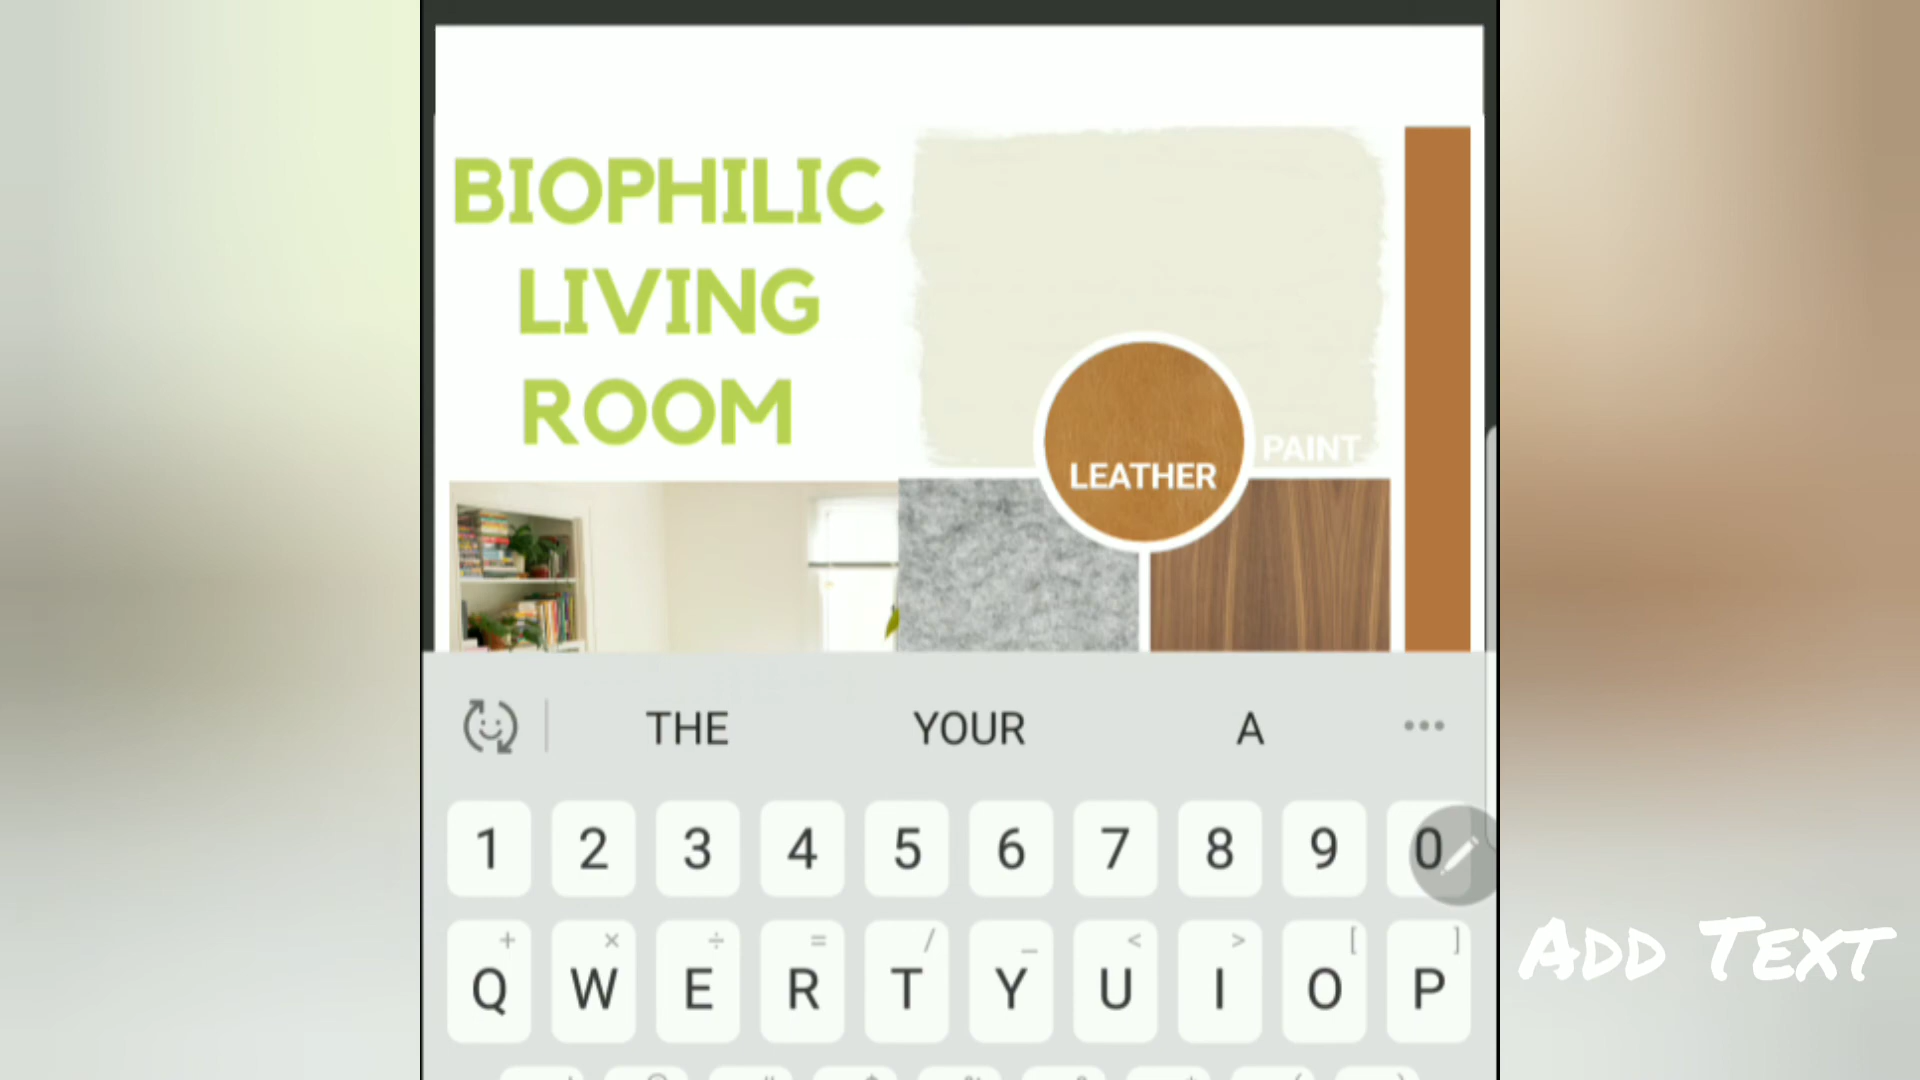 BIOPHILIC
LIVING
ROOM
PAINT
LEATHER
THE YOUR A
1 2 3 4 5 6 7 8 9 0
+ × ÷ = / _ < > [ ]
Q W E R T Y U I O P
ADD TEXT